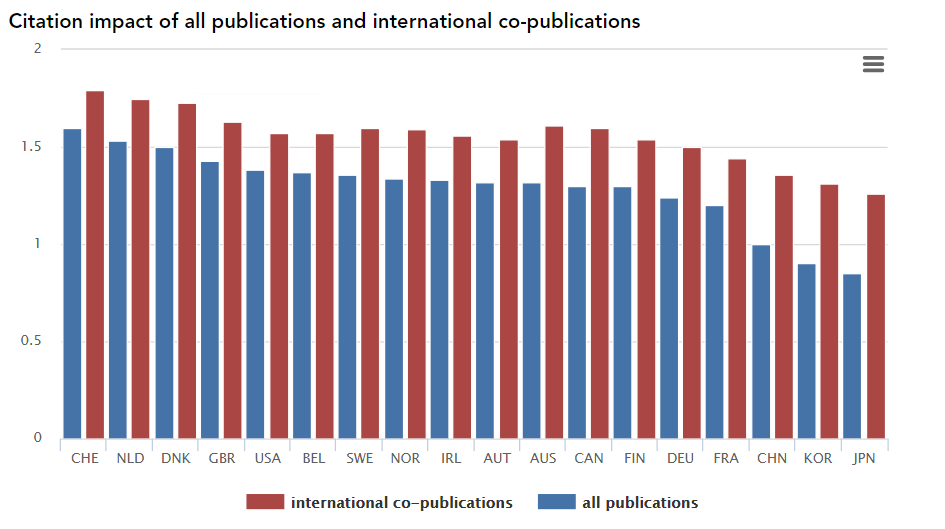 Citation impact of all publications and international co-publications
2
1.5
1
0.5
0
CHE NLD DNK GBR USA BEL SWE NOR IRL AUT AUS CAN FIN DEU FRA CHN KOR JPN
international co-publications all publications